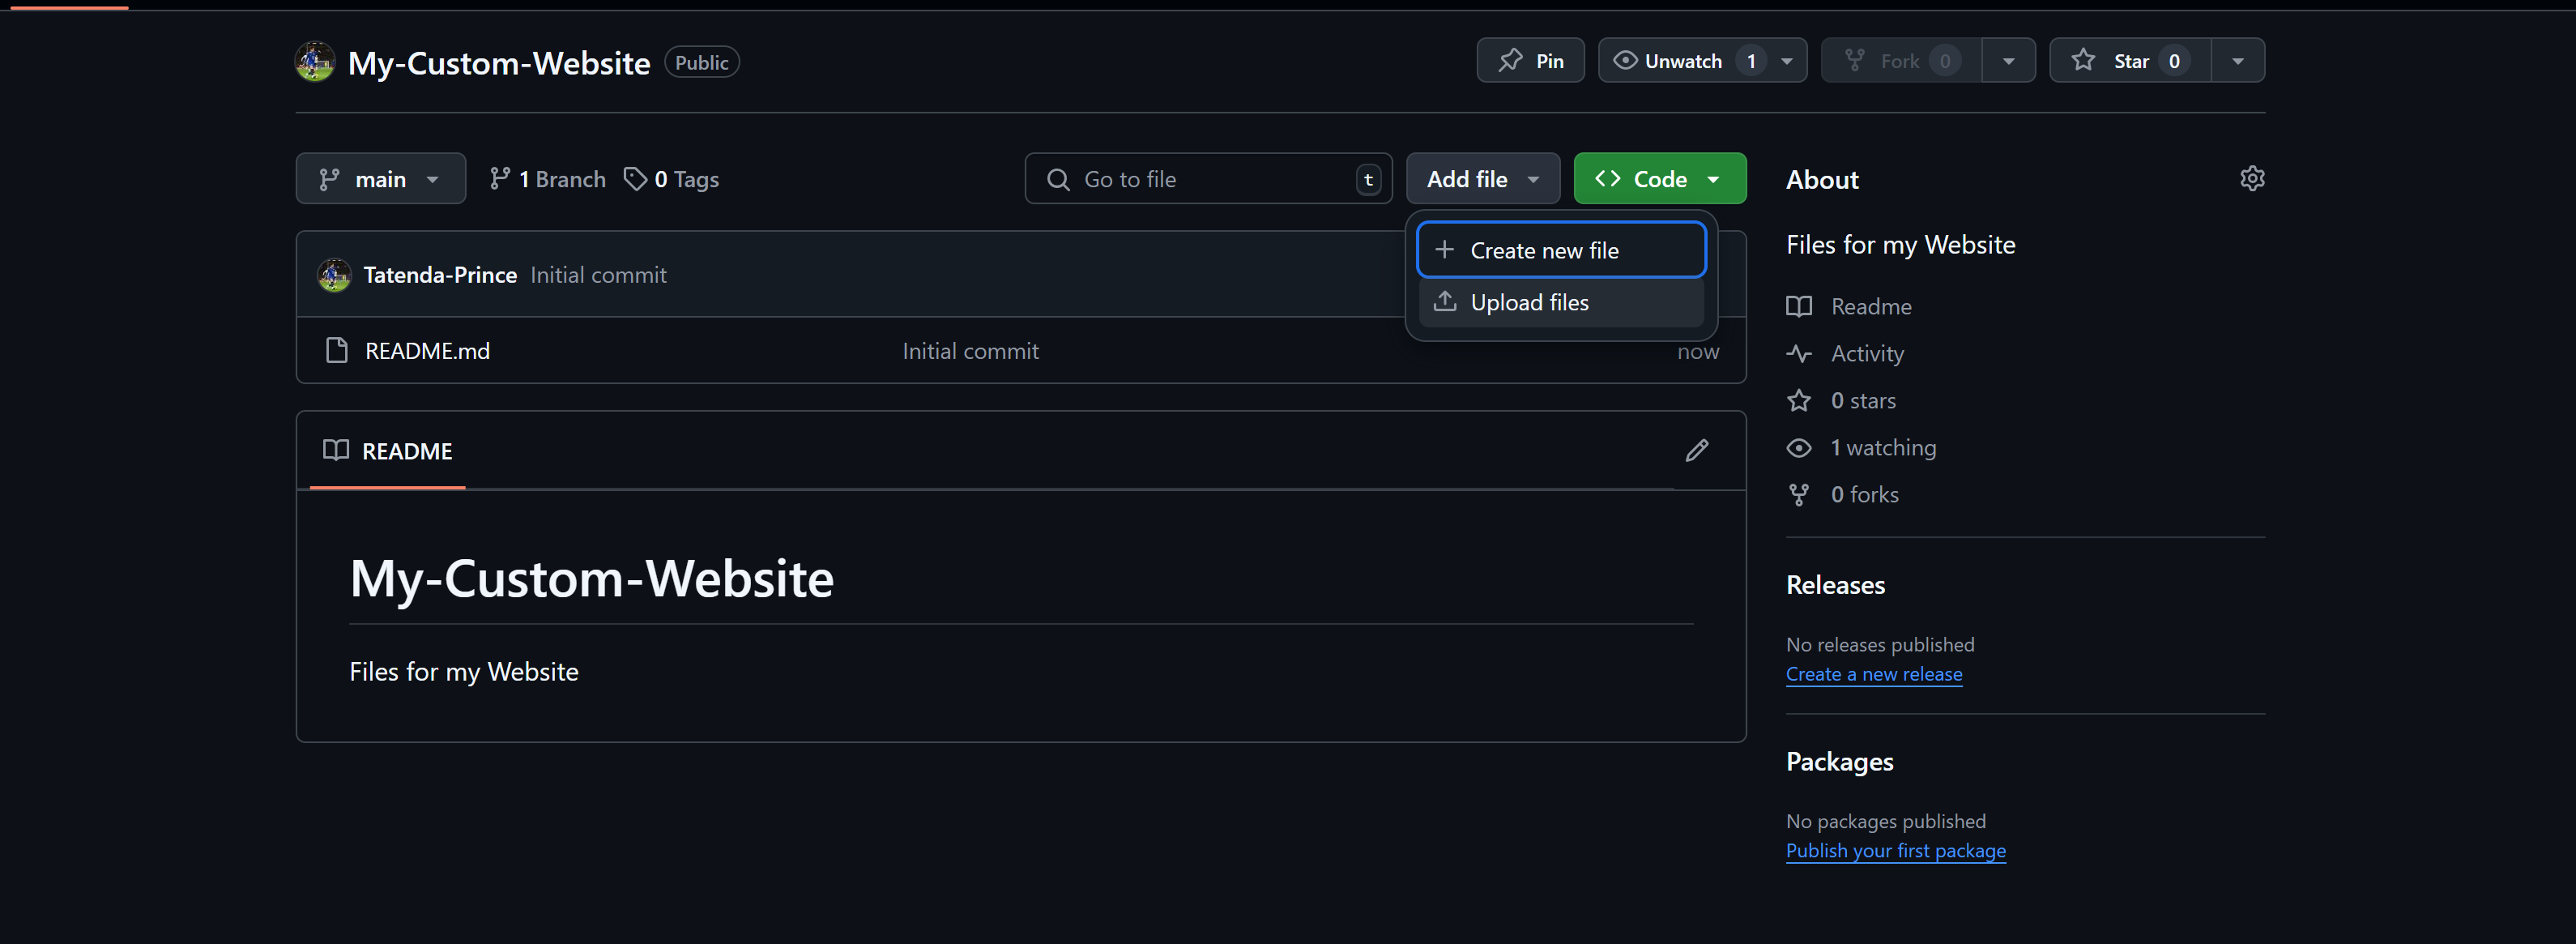 My-Custom-Website Public
Pin
Unwatch 1
Fork 0
Star 0
main
1 Branch
0 Tags
Go to file t
Add file
Code
Create new file
Upload files
Tatenda-Prince Initial commit
README.md Initial commit now
README
My-Custom-Website
Files for my Website
About
Files for my Website
Readme
Activity
0 stars
1 watching
0 forks
Releases
No releases published
Create a new release
Packages
No packages published
Publish your first package